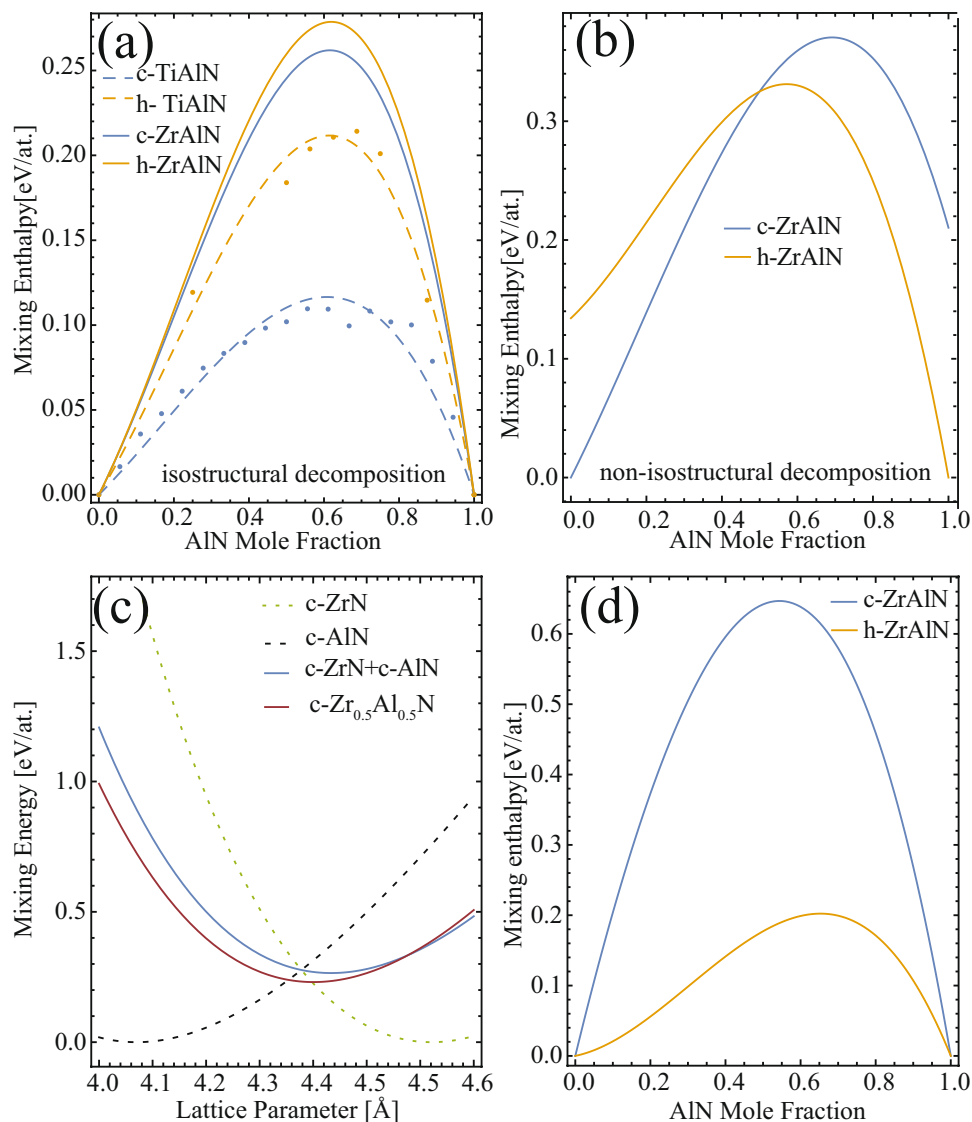 (a)
c-TiAlN
h- TiAlN
c-ZrAlN
h-ZrAlN
isostructural decomposition
Mixing Enthalpy[eV/at.]
0.25
0.20
0.15
0.10
0.05
0.00
0.0 0.2 0.4 0.6 0.8 1.0
AlN Mole Fraction
(b)
c-ZrAlN
h-ZrAlN
non-isostructural decomposition
Mixing Enthalpy[eV/at.]
0.3
0.2
0.1
0.0
0.0 0.2 0.4 0.6 0.8 1.0
AlN Mole Fraction
(c)
c-ZrN
c-AlN
c-ZrN+c-AlN
c-Zr0.5Al0.5N
Mixing Energy [eV/at.]
1.5
1.0
0.5
0.0
4.0 4.1 4.2 4.3 4.4 4.5 4.6
Lattice Parameter [Å]
(d)
c-ZrAlN
h-ZrAlN
Mixing enthalpy[eV/at.]
0.6
0.4
0.6
0.2
0.1
0.0
0.0 0.2 0.4 0.6 0.8 1.0
AlN Mole Fraction